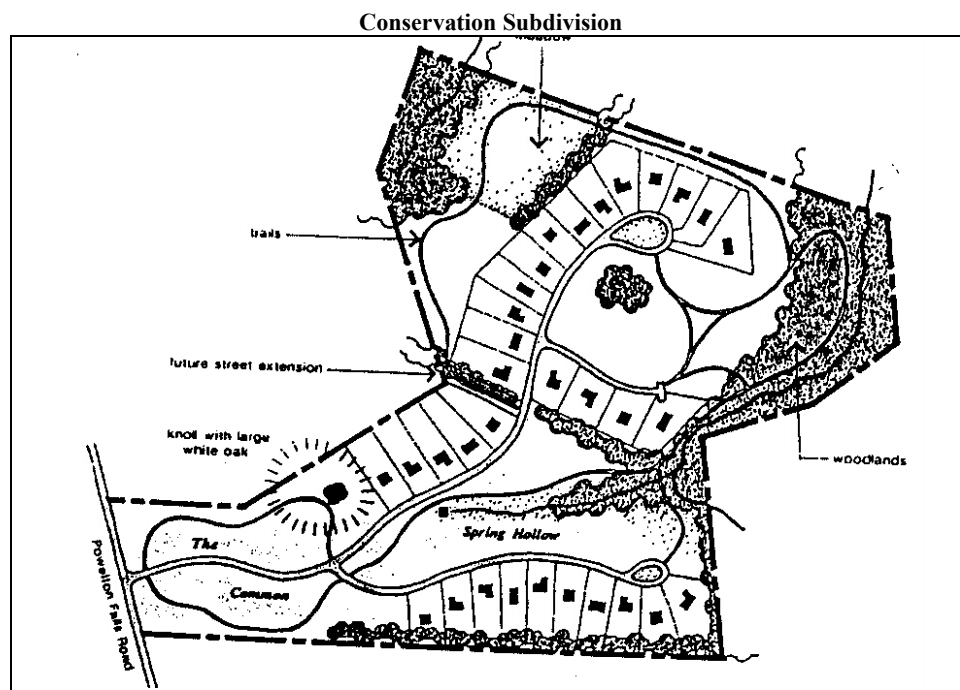 Conservation Subdivision
meadow
trails
future street extension
knoll with large
white oak
woodlands
The
Spring Hollow
Common
Powelton Falls Road